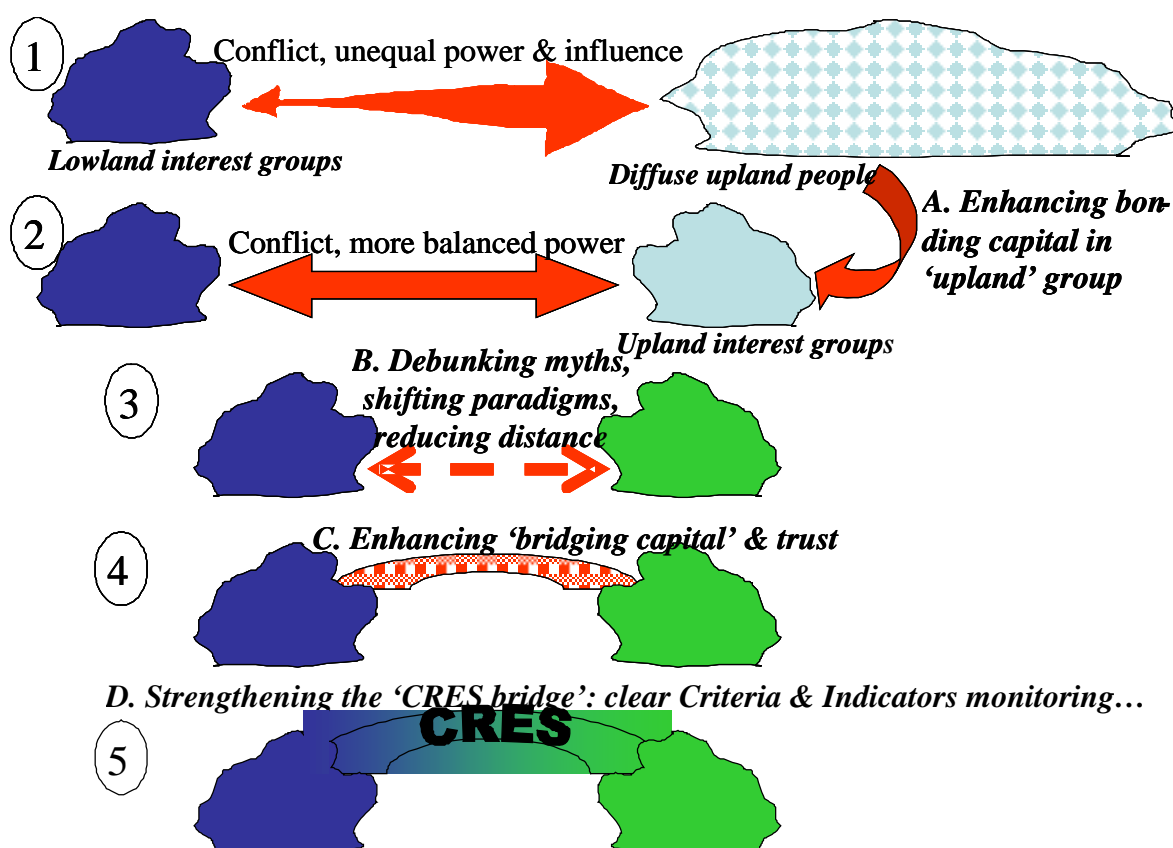 1
Conflict, unequal power & influence
Lowland interest groups
Diffuse upland people
A. Enhancing bon-
ding capital in
‘upland’ group
2
Conflict, more balanced power
Upland interest groups
B. Debunking myths,
shifting paradigms,
reducing distance
3
C. Enhancing ‘bridging capital’ & trust
4
D. Strengthening the ‘CRES bridge’: clear Criteria & Indicators monitoring…
CRES
5